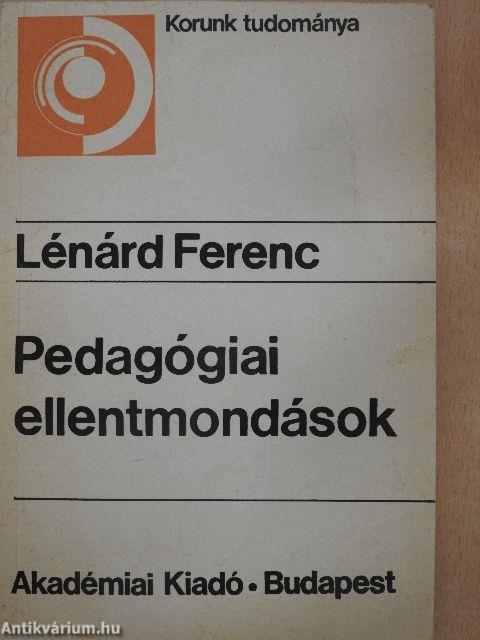 Korunk tudománya
Lénárd Ferenc
Pedagógiai
ellentmondások
Akadémiai Kiadó • Budapest
Antikvárium.hu